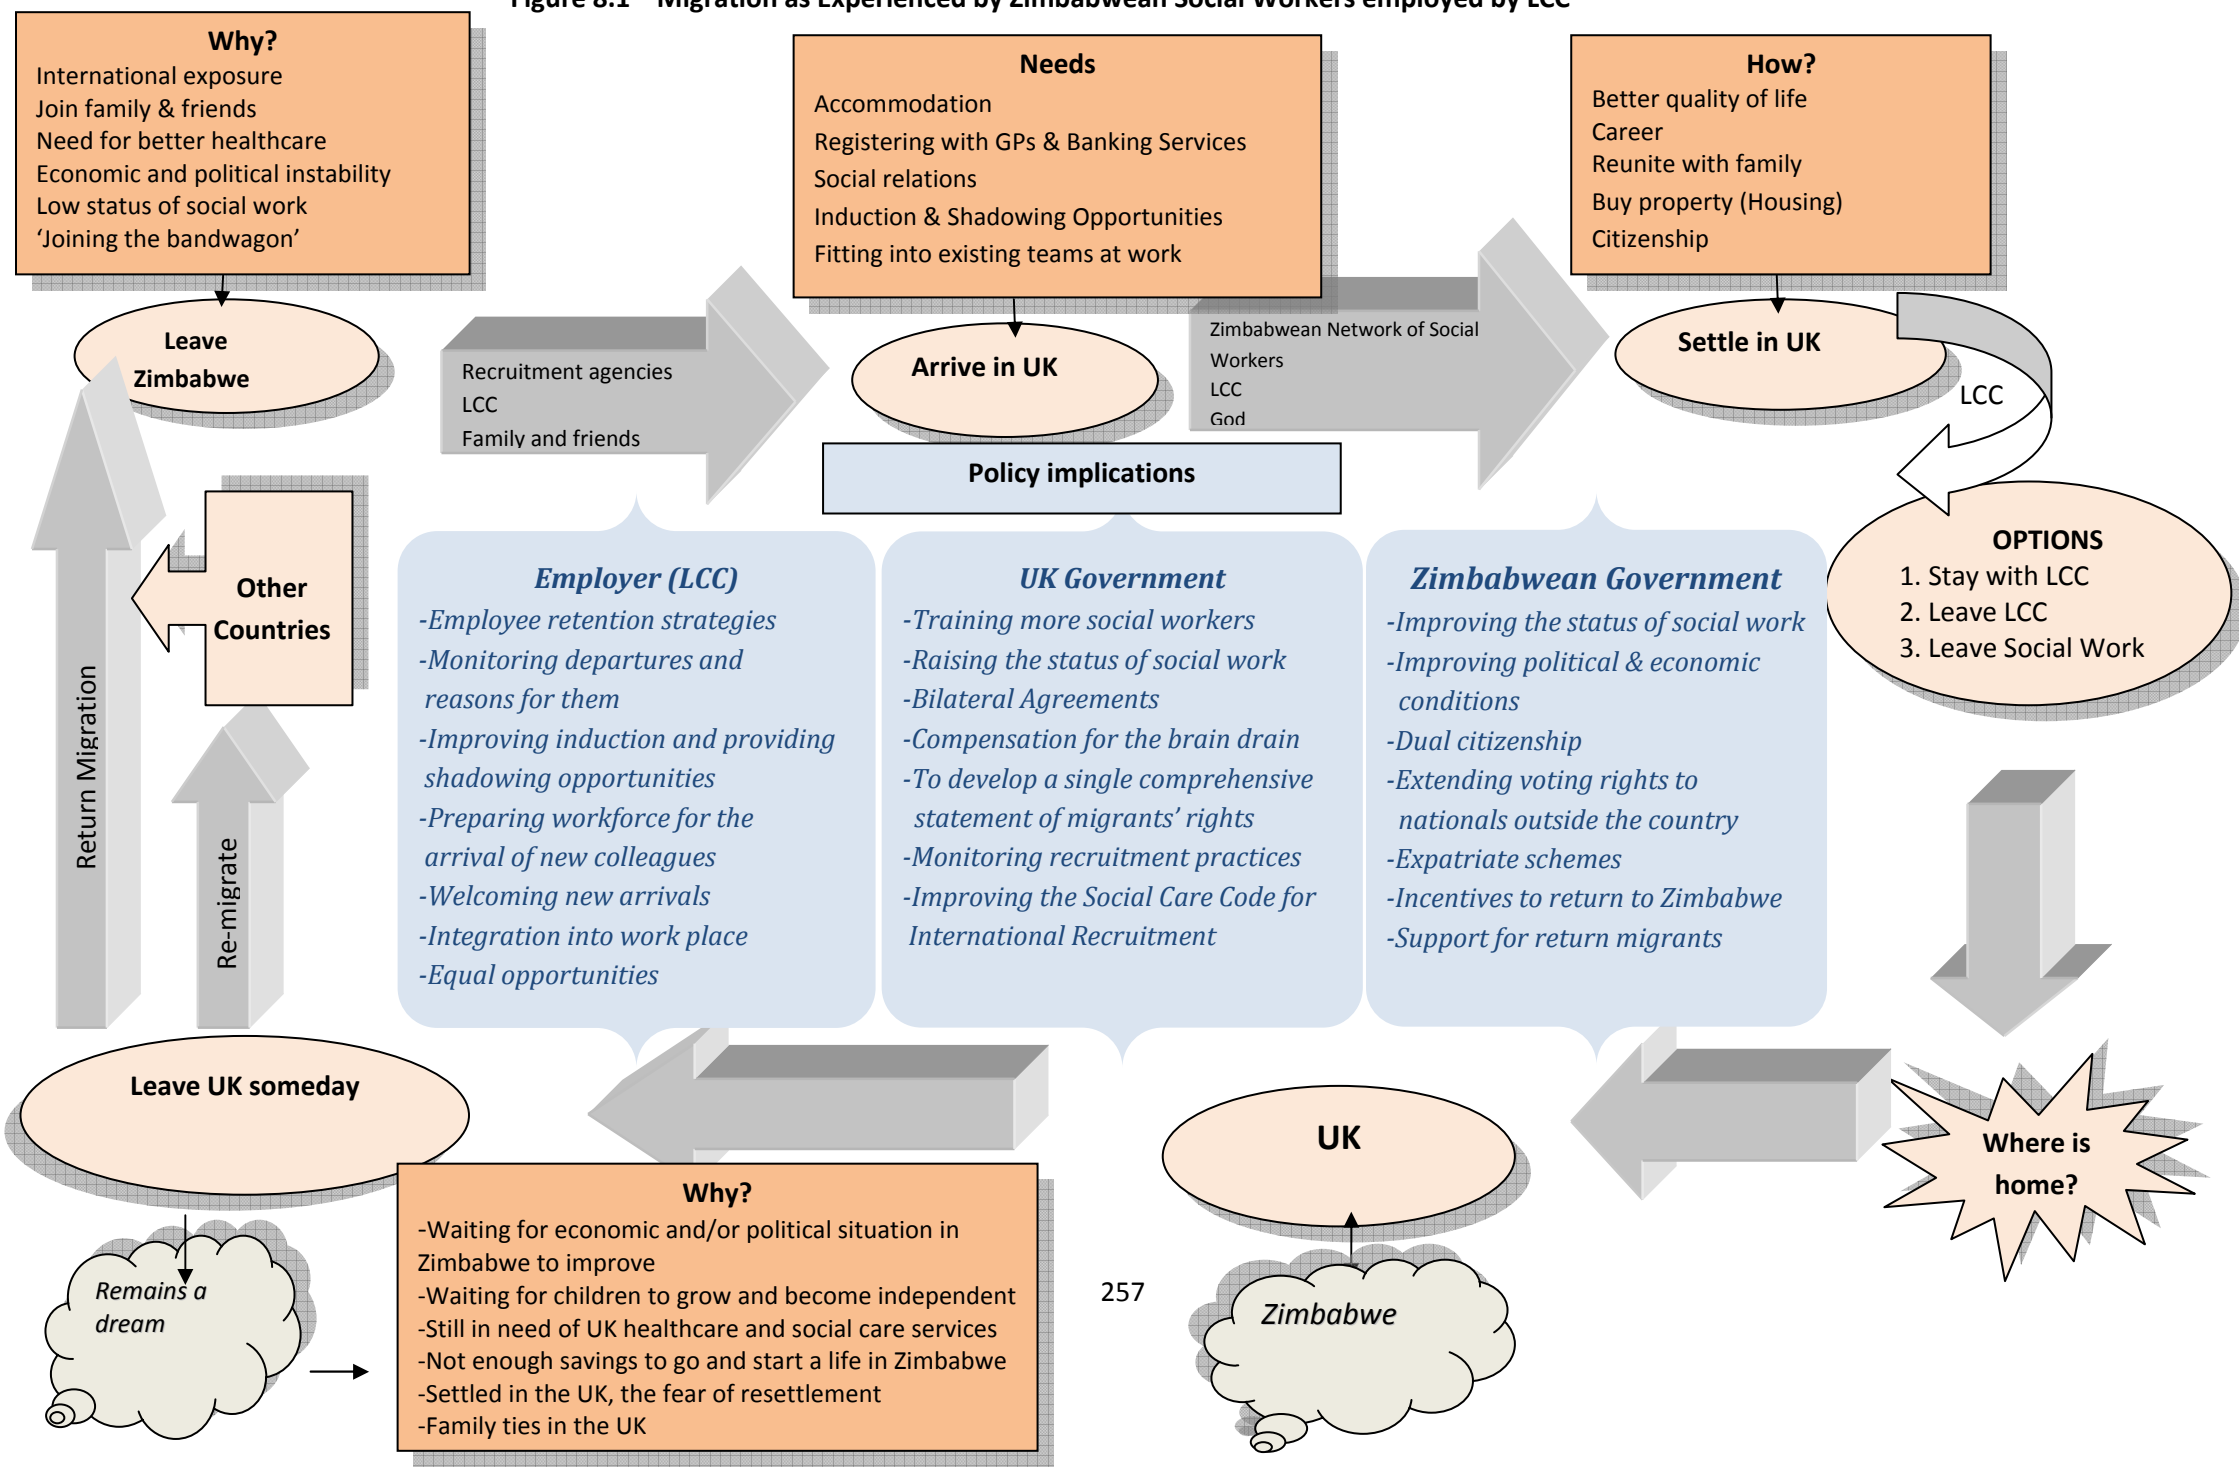 Figure 8.1 Migration as Experienced by Zimbabwean Social Workers employed by LCC
Why?
International exposure
Join family & friends
Need for better healthcare
Economic and political instability
Low status of social work
‘Joining the bandwagon’
Needs
Accommodation
Registering with GPs & Banking Services
Social relations
Induction & Shadowing Opportunities
Fitting into existing teams at work
How?
Better quality of life
Career
Reunite with family
Buy property (Housing)
Citizenship
Leave
Zimbabwe
Recruitment agencies
LCC
Family and friends
Arrive in UK
Zimbabwean Network of Social
Workers
LCC
God
Settle in UK
LCC
Policy implications
OPTIONS
1. Stay with LCC
2. Leave LCC
3. Leave Social Work
Other
Countries
Return Migration
Re-migrate
Employer (LCC)
-Employee retention strategies
-Monitoring departures and
reasons for them
-Improving induction and providing
shadowing opportunities
-Preparing workforce for the
arrival of new colleagues
-Welcoming new arrivals
-Integration into work place
-Equal opportunities
UK Government
-Training more social workers
-Raising the status of social work
-Bilateral Agreements
-Compensation for the brain drain
-To develop a single comprehensive
statement of migrants’ rights
-Monitoring recruitment practices
-Improving the Social Care Code for
International Recruitment
Zimbabwean Government
-Improving the status of social work
-Improving political & economic
conditions
-Dual citizenship
-Extending voting rights to
nationals outside the country
-Expatriate schemes
-Incentives to return to Zimbabwe
-Support for return migrants
Where is
home?
UK
Zimbabwe
Leave UK someday
Remains a
dream
Why?
-Waiting for economic and/or political situation in
Zimbabwe to improve
-Waiting for children to grow and become independent
-Still in need of UK healthcare and social care services
-Not enough savings to go and start a life in Zimbabwe
-Settled in the UK, the fear of resettlement
-Family ties in the UK
257